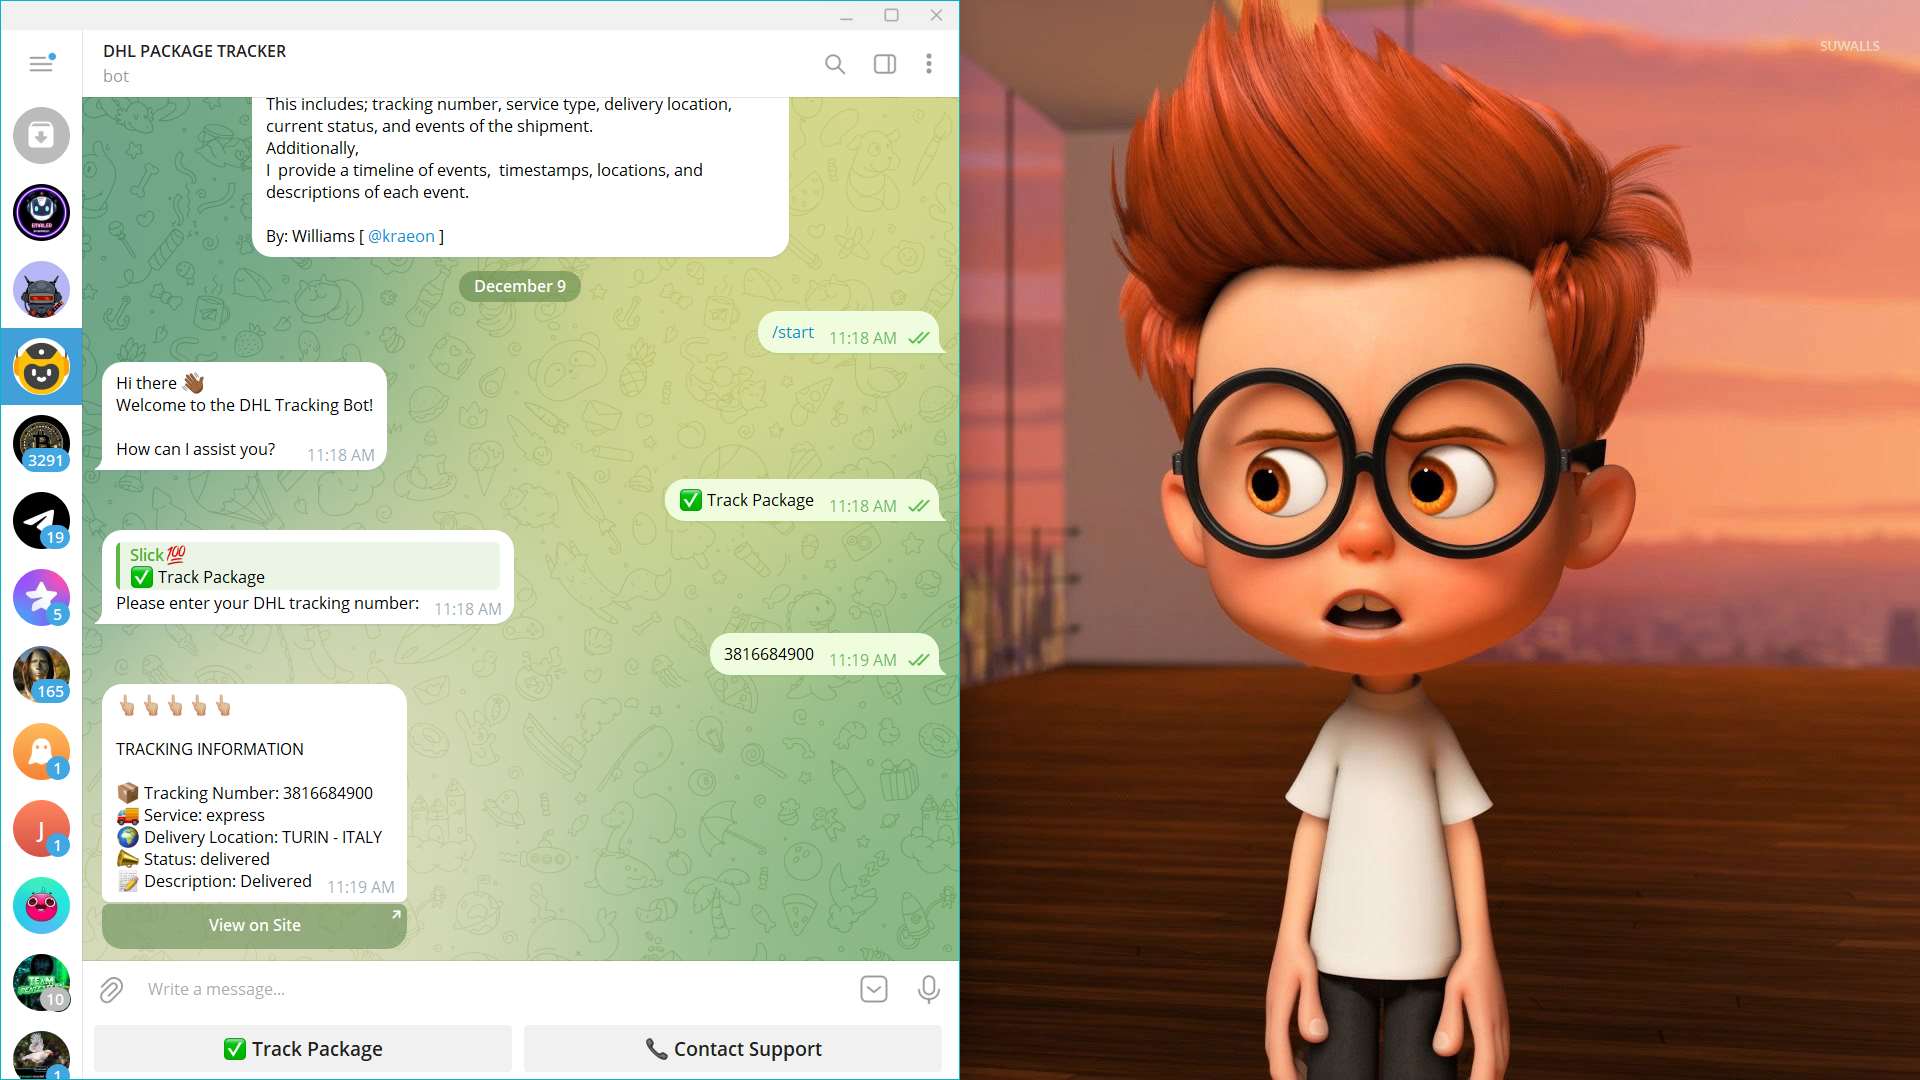 DHL PACKAGE TRACKER
bot
This includes; tracking number, service type, delivery location,
current status, and events of the shipment.
Additionally,
I provide a timeline of events, timestamps, locations, and
descriptions of each event.
By: Williams [ @kraeon ]
December 9
/start 11:18 AM
Hi there 👋🏾
Welcome to the DHL Tracking Bot!
How can I assist you? 11:18 AM
✅ Track Package 11:18 AM
Slick💯
✅ Track Package
Please enter your DHL tracking number: 11:18 AM
3816684900 11:19 AM
👆🏼 👆🏼 👆🏼 👆🏼 👆🏼
TRACKING INFORMATION
📦 Tracking Number: 3816684900
🚚 Service: express
🌍 Delivery Location: TURIN - ITALY
📣 Status: delivered
📝 Description: Delivered 11:19 AM
View on Site
Write a message...
✅ Track Package
📞 Contact Support
EMAILER
3291
19
5
165
1
J
1
TEAM
10
1
SUWALLS